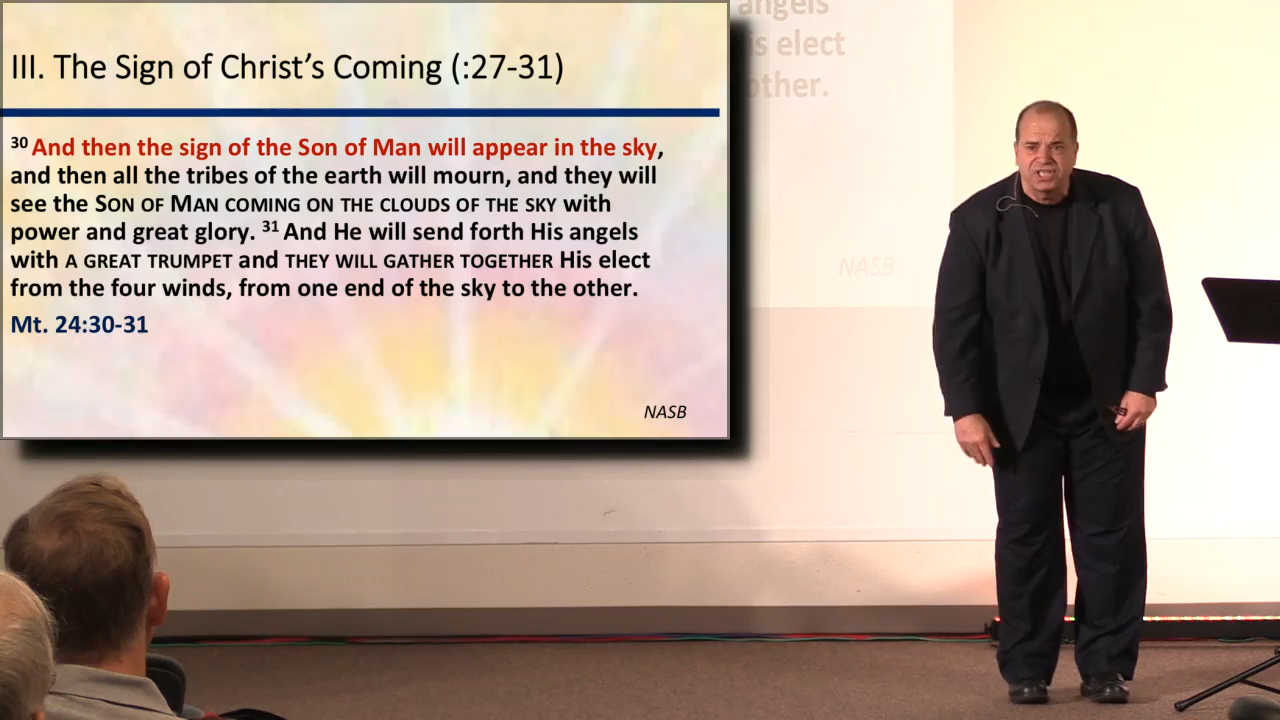 III. The Sign of Christ's Coming (:27-31)
30 And then the sign of the Son of Man will appear in the sky,
and then all the tribes of the earth will mourn, and they will
see the SON OF MAN COMING ON THE CLOUDS OF THE SKY with
power and great glory. 31 And He will send forth His angels
with A GREAT TRUMPET and THEY WILL GATHER TOGETHER His elect
from the four winds, from one end of the sky to the other.
Mt. 24:30-31
NASB
angels
is elect
other.
NASB